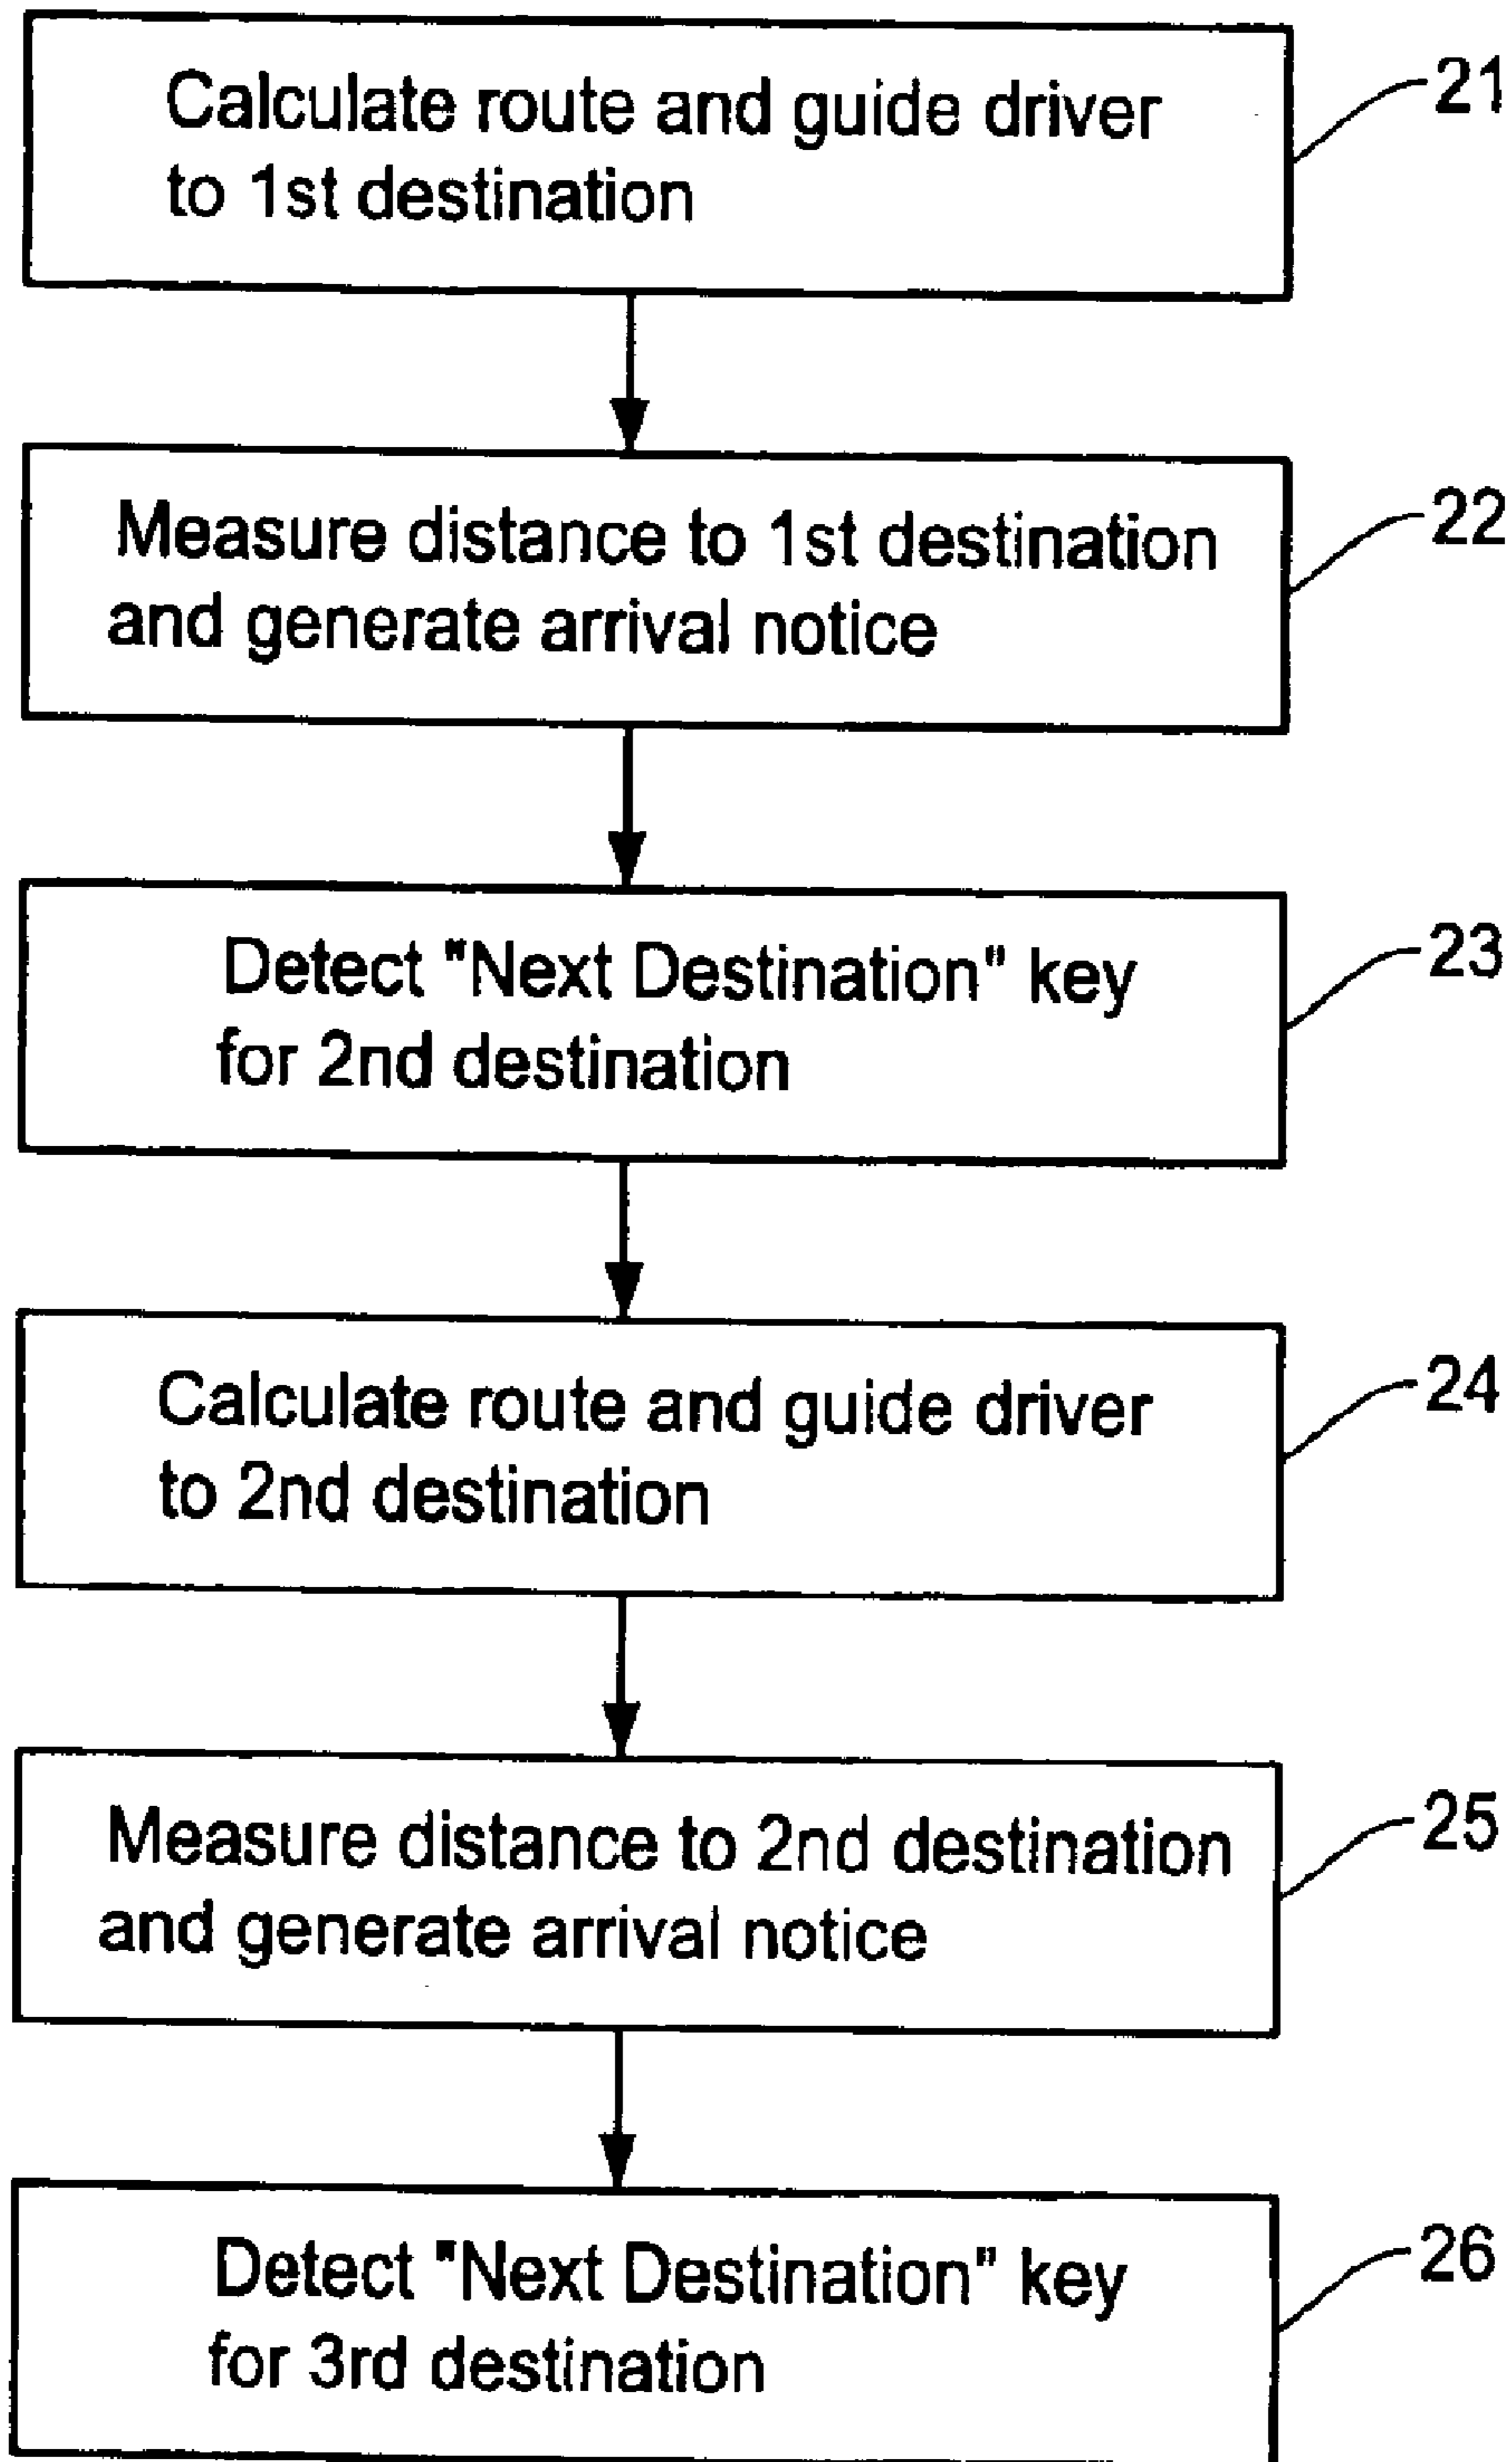 Calculate route and guide driver
to 1st destination
21
Measure distance to 1st destination
and generate arrival notice
22
Detect "Next Destination" key
for 2nd destination
23
Calculate route and guide driver
to 2nd destination
24
Measure distance to 2nd destination
and generate arrival notice
25
Detect "Next Destination" key
for 3rd destination
26